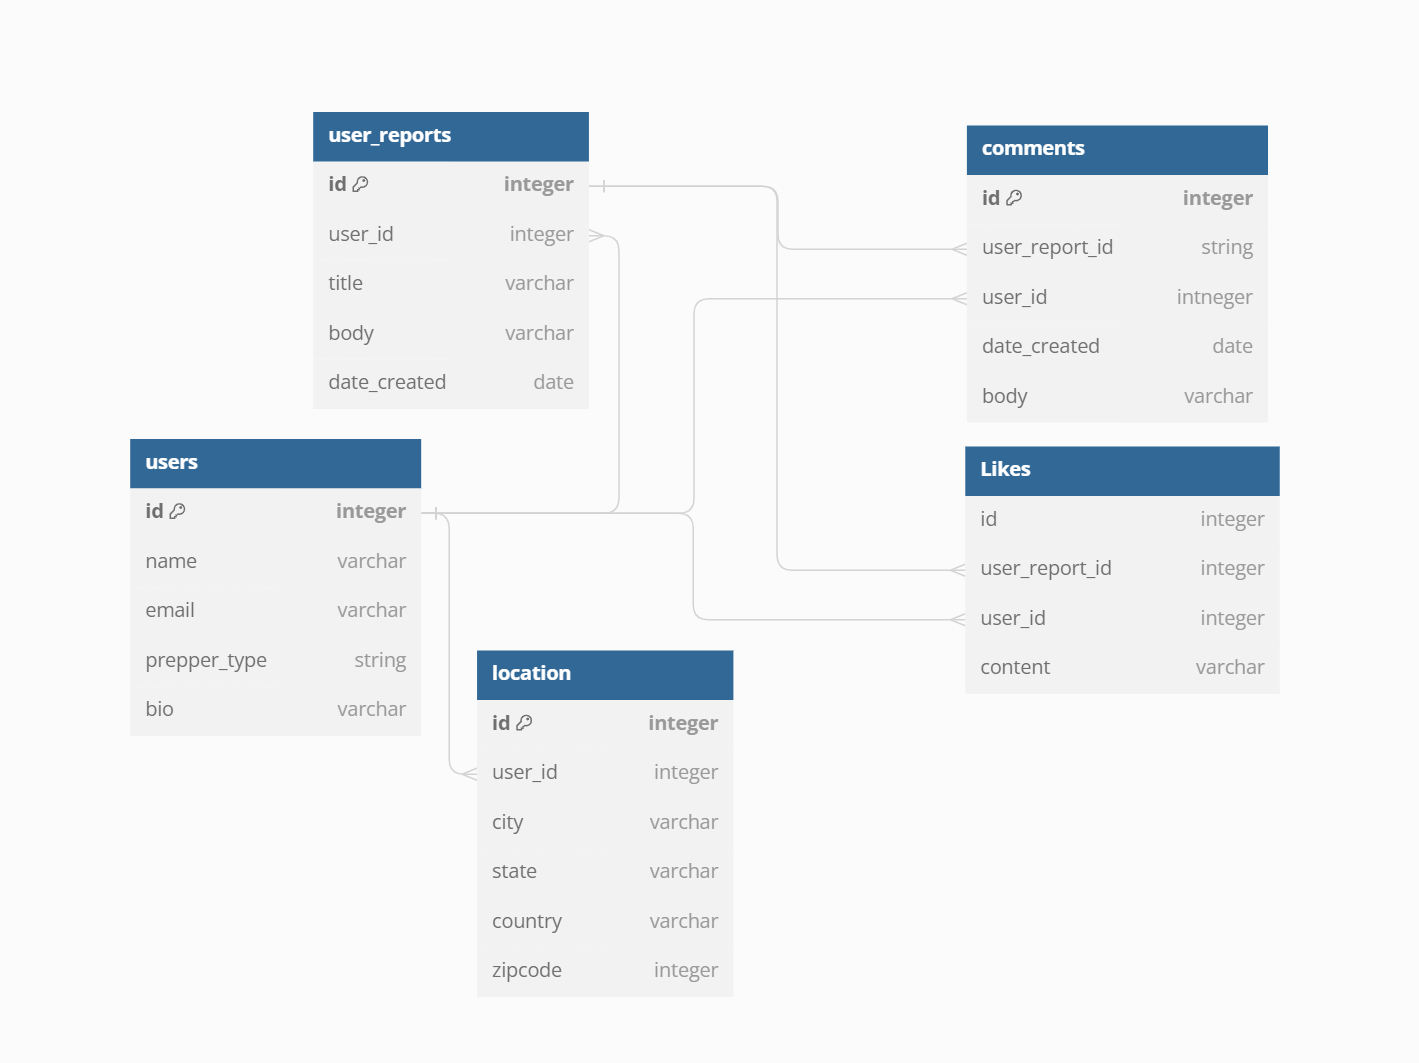 user_reports
id integer
user_id integer
title varchar
body varchar
date_created date
comments
id integer
user_report_id string
user_id intneger
date_created date
body varchar
users
id integer
name varchar
email varchar
prepper_type string
bio varchar
Likes
id integer
user_report_id integer
user_id integer
content varchar
location
id integer
user_id integer
city varchar
state varchar
country varchar
zipcode integer